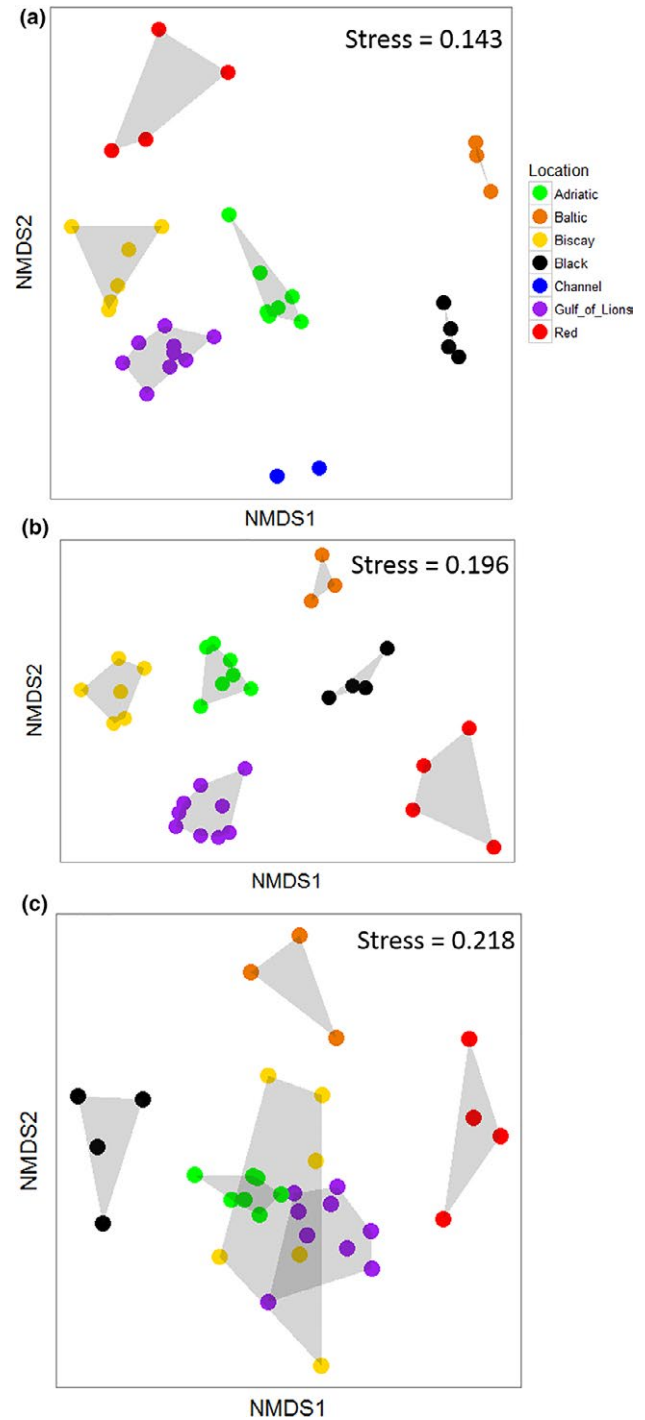 (a)
Stress = 0.143
Location
Adriatic
Baltic
Biscay
Black
Channel
Gulf_of_Lions
Red
NMDS2
NMDS1
(b)
Stress = 0.196
NMDS2
NMDS1
(c)
Stress = 0.218
NMDS2
NMDS1